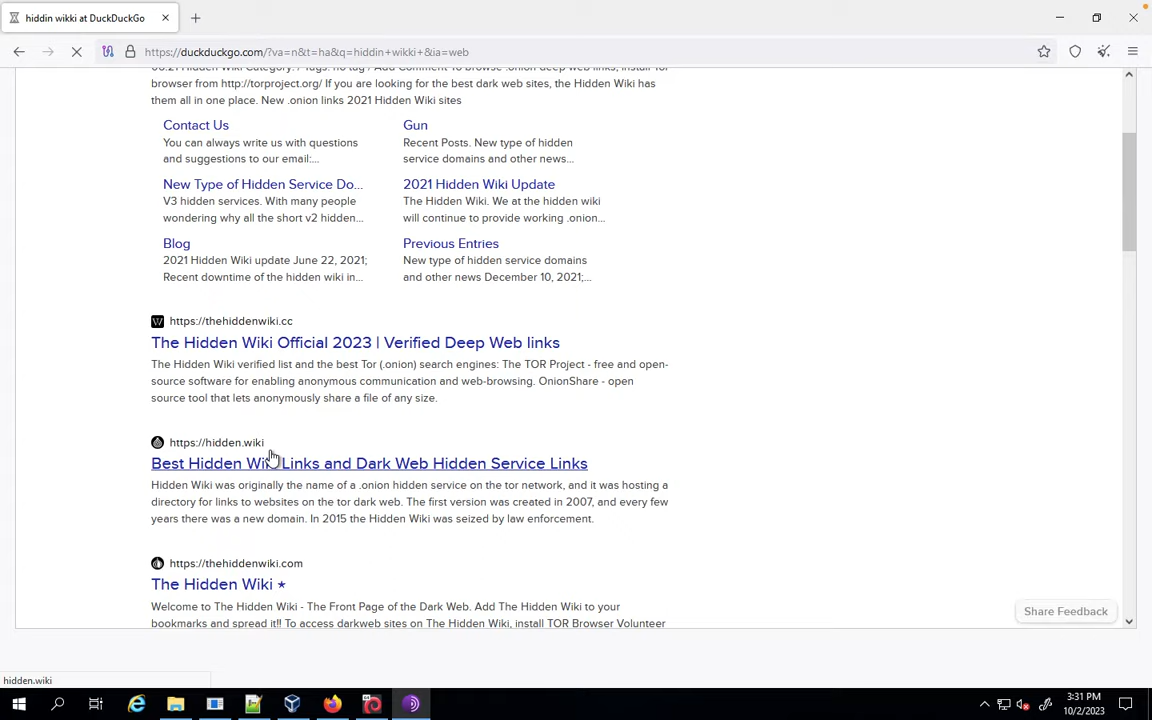 hiddin wikki at DuckDuckGo
https://duckduckgo.com/?va=n&t=ha&q=hiddin+wikki+&ia=web
browser from http://torproject.org/ If you are looking for the best dark web sites, the Hidden Wiki has
them all in one place. New .onion links 2021 Hidden Wiki sites
Contact Us
You can always write us with questions
and suggestions to our email:...
Gun
Recent Posts. New type of hidden
service domains and other news...
New Type of Hidden Service Do...
V3 hidden services. With many people
wondering why all the short v2 hidden...
2021 Hidden Wiki Update
The Hidden Wiki. We at the hidden wiki
will continue to provide working .onion...
Blog
2021 Hidden Wiki update June 22, 2021;
Recent downtime of the hidden wiki in...
Previous Entries
New type of hidden service domains
and other news December 10, 2021;...
W
https://thehiddenwiki.cc
The Hidden Wiki Official 2023 | Verified Deep Web links
The Hidden Wiki verified list and the best Tor (.onion) search engines: The TOR Project - free and open-
source software for enabling anonymous communication and web-browsing. OnionShare - open
source tool that lets anonymously share a file of any size.
https://hidden.wiki
Best Hidden Wiki Links and Dark Web Hidden Service Links
Hidden Wiki was originally the name of a .onion hidden service on the tor network, and it was hosting a
directory for links to websites on the tor dark web. The first version was created in 2007, and every few
years there was a new domain. In 2015 the Hidden Wiki was seized by law enforcement.
https://thehiddenwiki.com
The Hidden Wiki ⋆
Welcome to The Hidden Wiki - The Front Page of the Dark Web. Add The Hidden Wiki to your
bookmarks and spread it!! To access darkweb sites on The Hidden Wiki, install TOR Browser Volunteer
Share Feedback
hidden.wiki
3:31 PM
10/2/2023